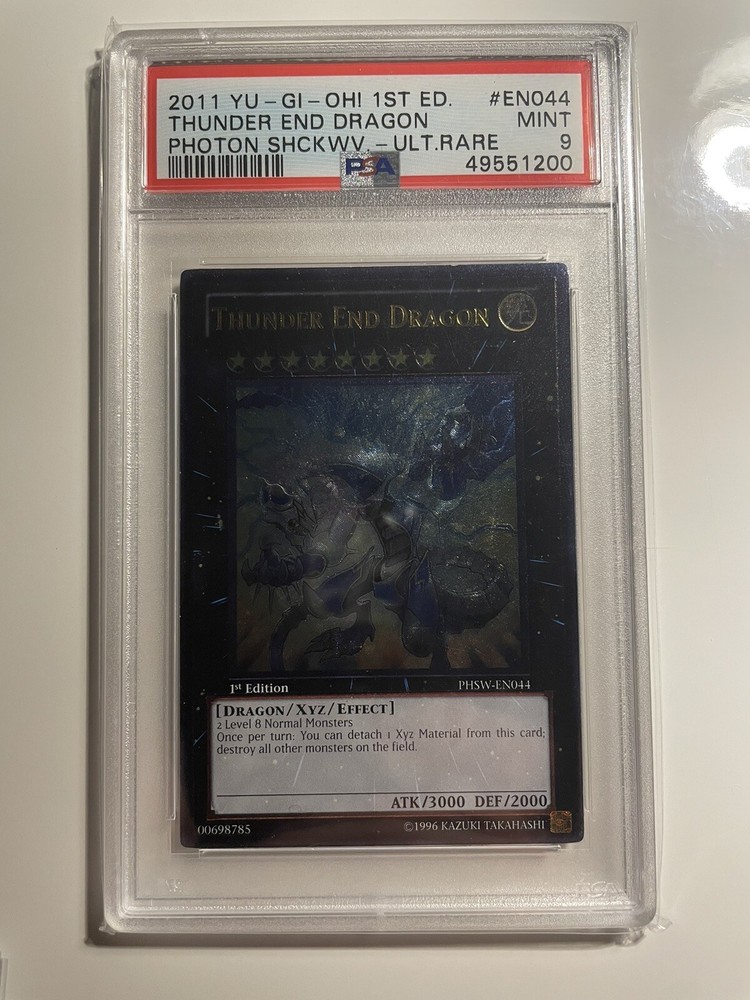 2011 YU-GI-OH! 1ST ED. #EN044
THUNDER END DRAGON MINT
PHOTON SHCKWV.-ULT.RARE 9
PSA 49551200
THUNDER END DRAGON
1st Edition PHSW-EN044
[DRAGON/XYZ/EFFECT]
2 Level 8 Normal Monsters
Once per turn: You can detach 1 Xyz Material from this card;
destroy all other monsters on the field.
ATK/3000 DEF/2000
00698785 ©1996 KAZUKI TAKAHASHI
PSA